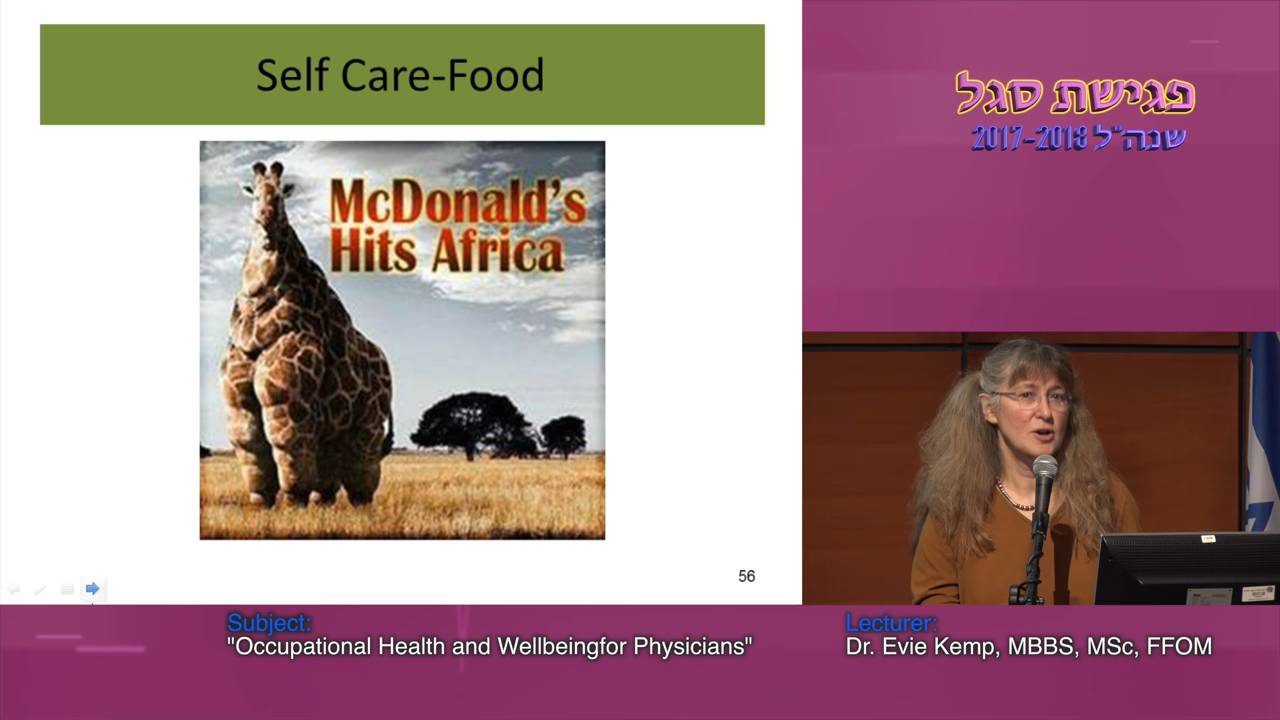 Self Care-Food
McDonald's
Hits Africa
56
פגישת סגל
שנה"ל 2017-2018
Subject:
"Occupational Health and Wellbeingfor Physicians"
Lecturer:
Dr. Evie Kemp, MBBS, MSc, FFOM